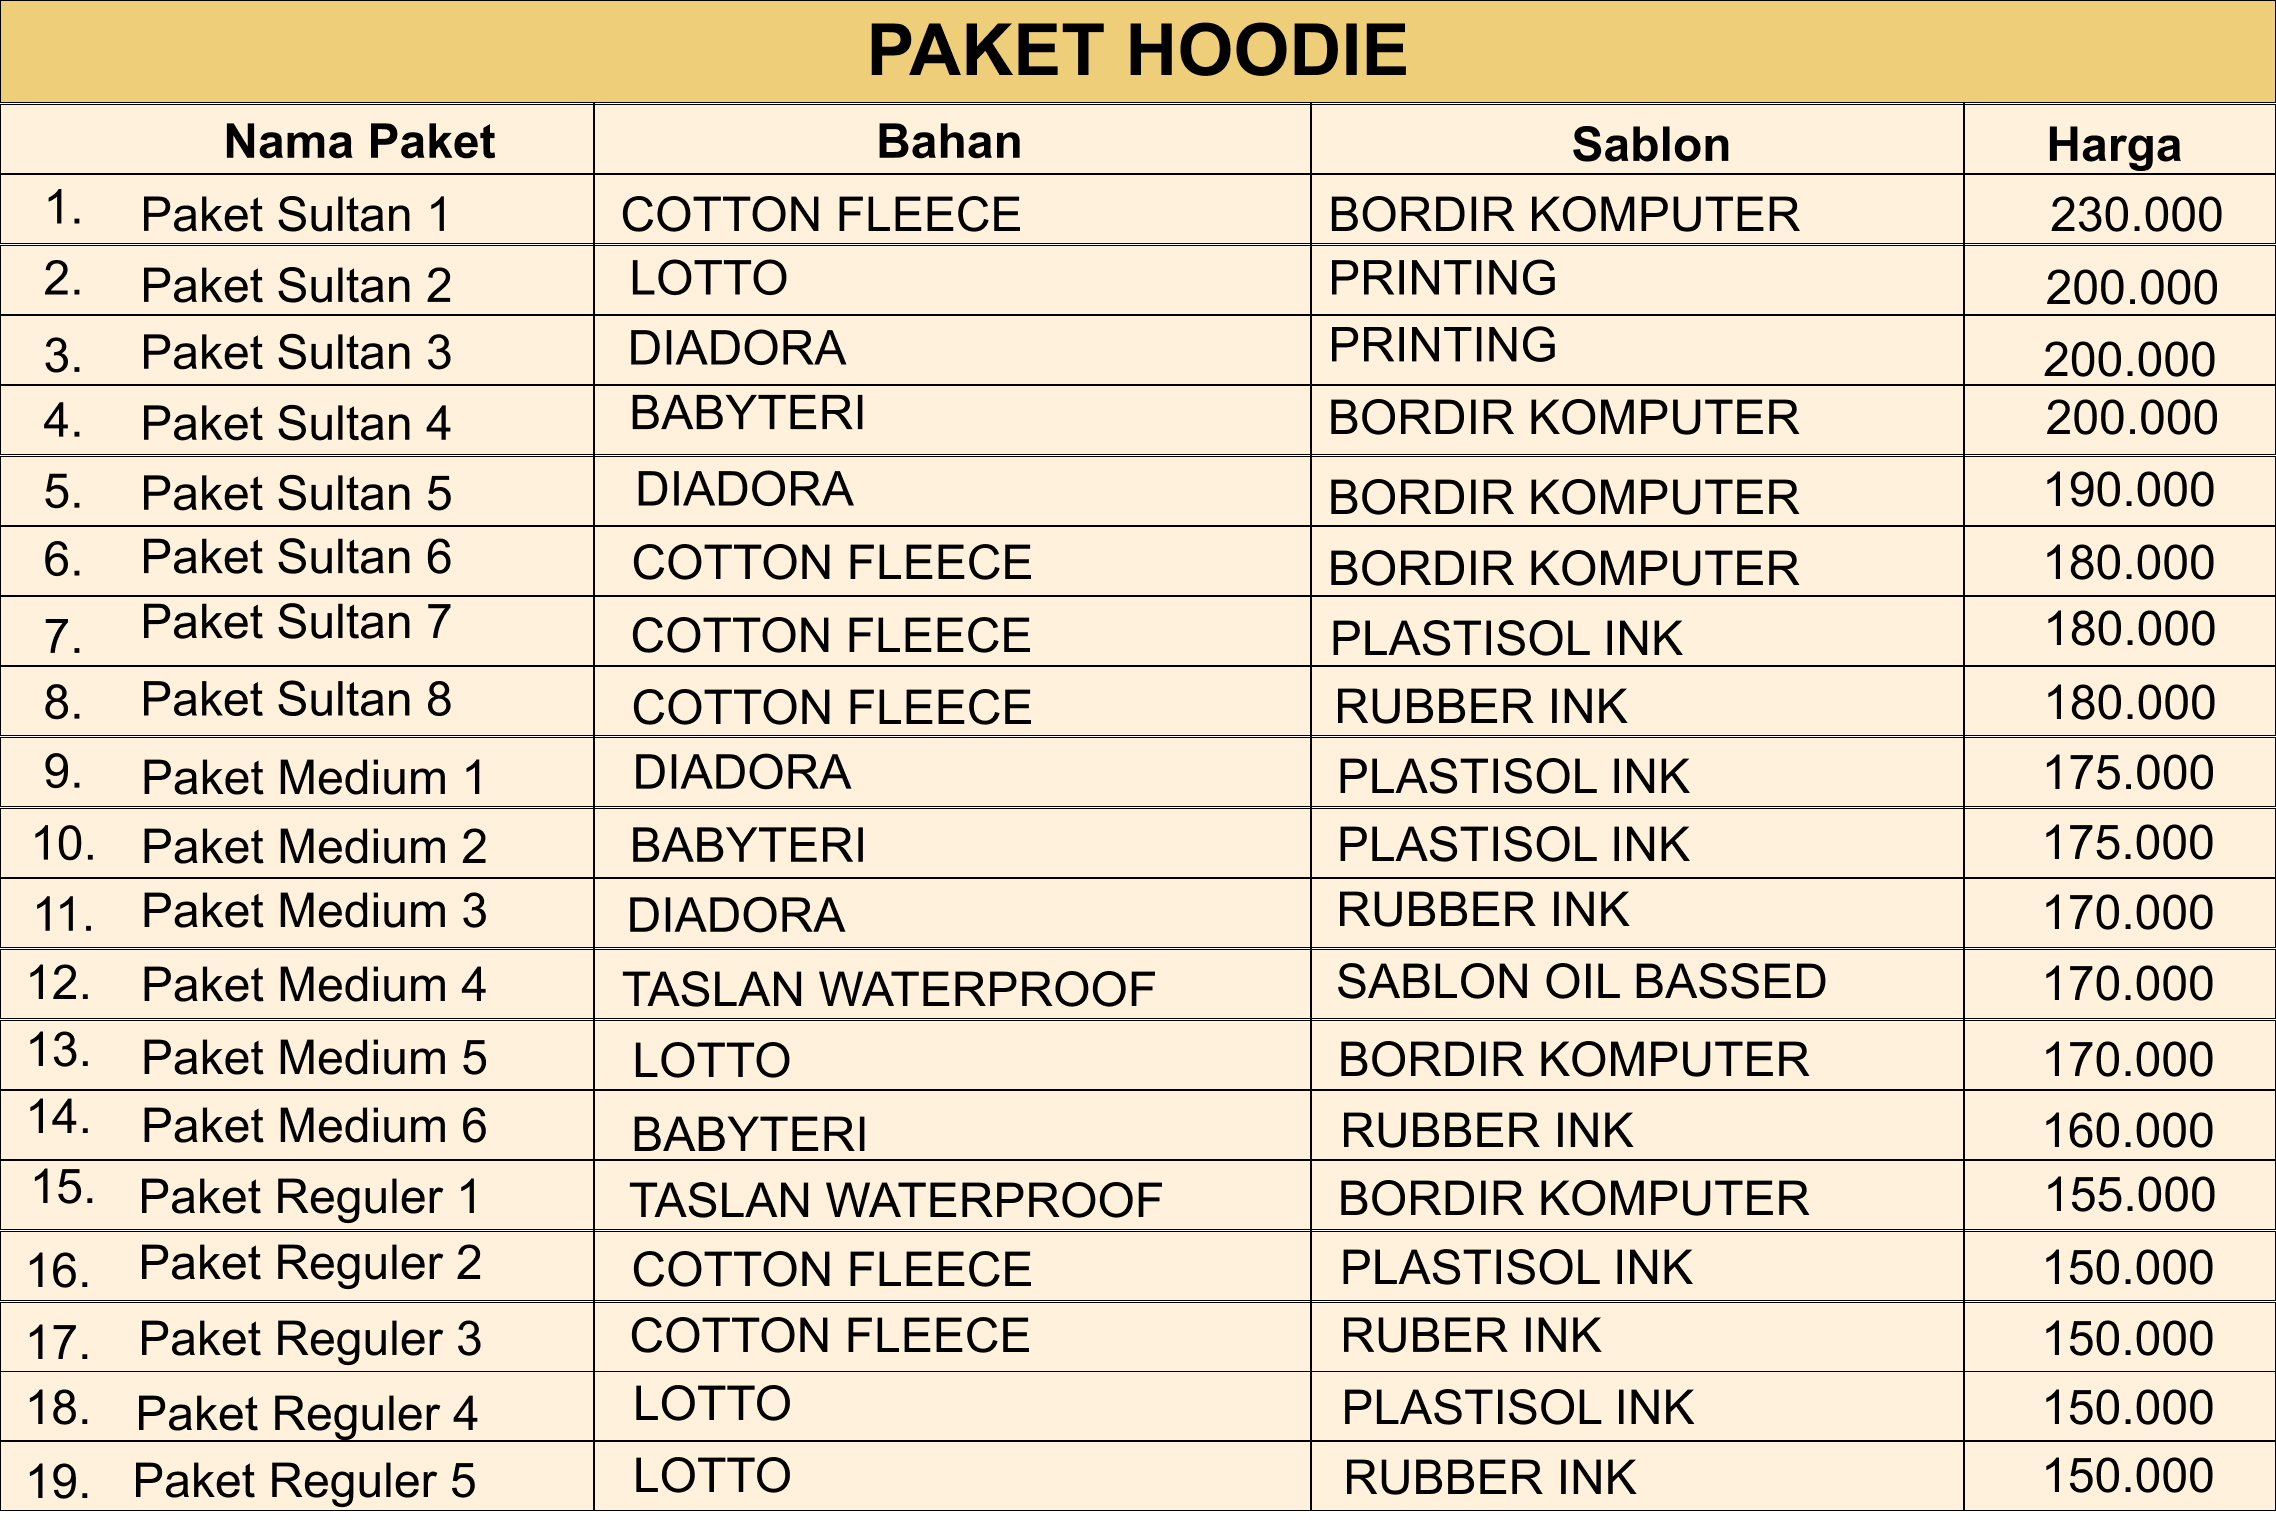 PAKET HOODIE
Nama Paket Bahan Sablon Harga
1. Paket Sultan 1 COTTON FLEECE BORDIR KOMPUTER 230.000
2. Paket Sultan 2 LOTTO PRINTING 200.000
3. Paket Sultan 3 DIADORA PRINTING 200.000
4. Paket Sultan 4 BABYTERI BORDIR KOMPUTER 200.000
5. Paket Sultan 5 DIADORA BORDIR KOMPUTER 190.000
6. Paket Sultan 6 COTTON FLEECE BORDIR KOMPUTER 180.000
7. Paket Sultan 7 COTTON FLEECE PLASTISOL INK 180.000
8. Paket Sultan 8 COTTON FLEECE RUBBER INK 180.000
9. Paket Medium 1 DIADORA PLASTISOL INK 175.000
10. Paket Medium 2 BABYTERI PLASTISOL INK 175.000
11. Paket Medium 3 DIADORA RUBBER INK 170.000
12. Paket Medium 4 TASLAN WATERPROOF SABLON OIL BASSED 170.000
13. Paket Medium 5 LOTTO BORDIR KOMPUTER 170.000
14. Paket Medium 6 BABYTERI RUBBER INK 160.000
15. Paket Reguler 1 TASLAN WATERPROOF BORDIR KOMPUTER 155.000
16. Paket Reguler 2 COTTON FLEECE PLASTISOL INK 150.000
17. Paket Reguler 3 COTTON FLEECE RUBER INK 150.000
18. Paket Reguler 4 LOTTO PLASTISOL INK 150.000
19. Paket Reguler 5 LOTTO RUBBER INK 150.000